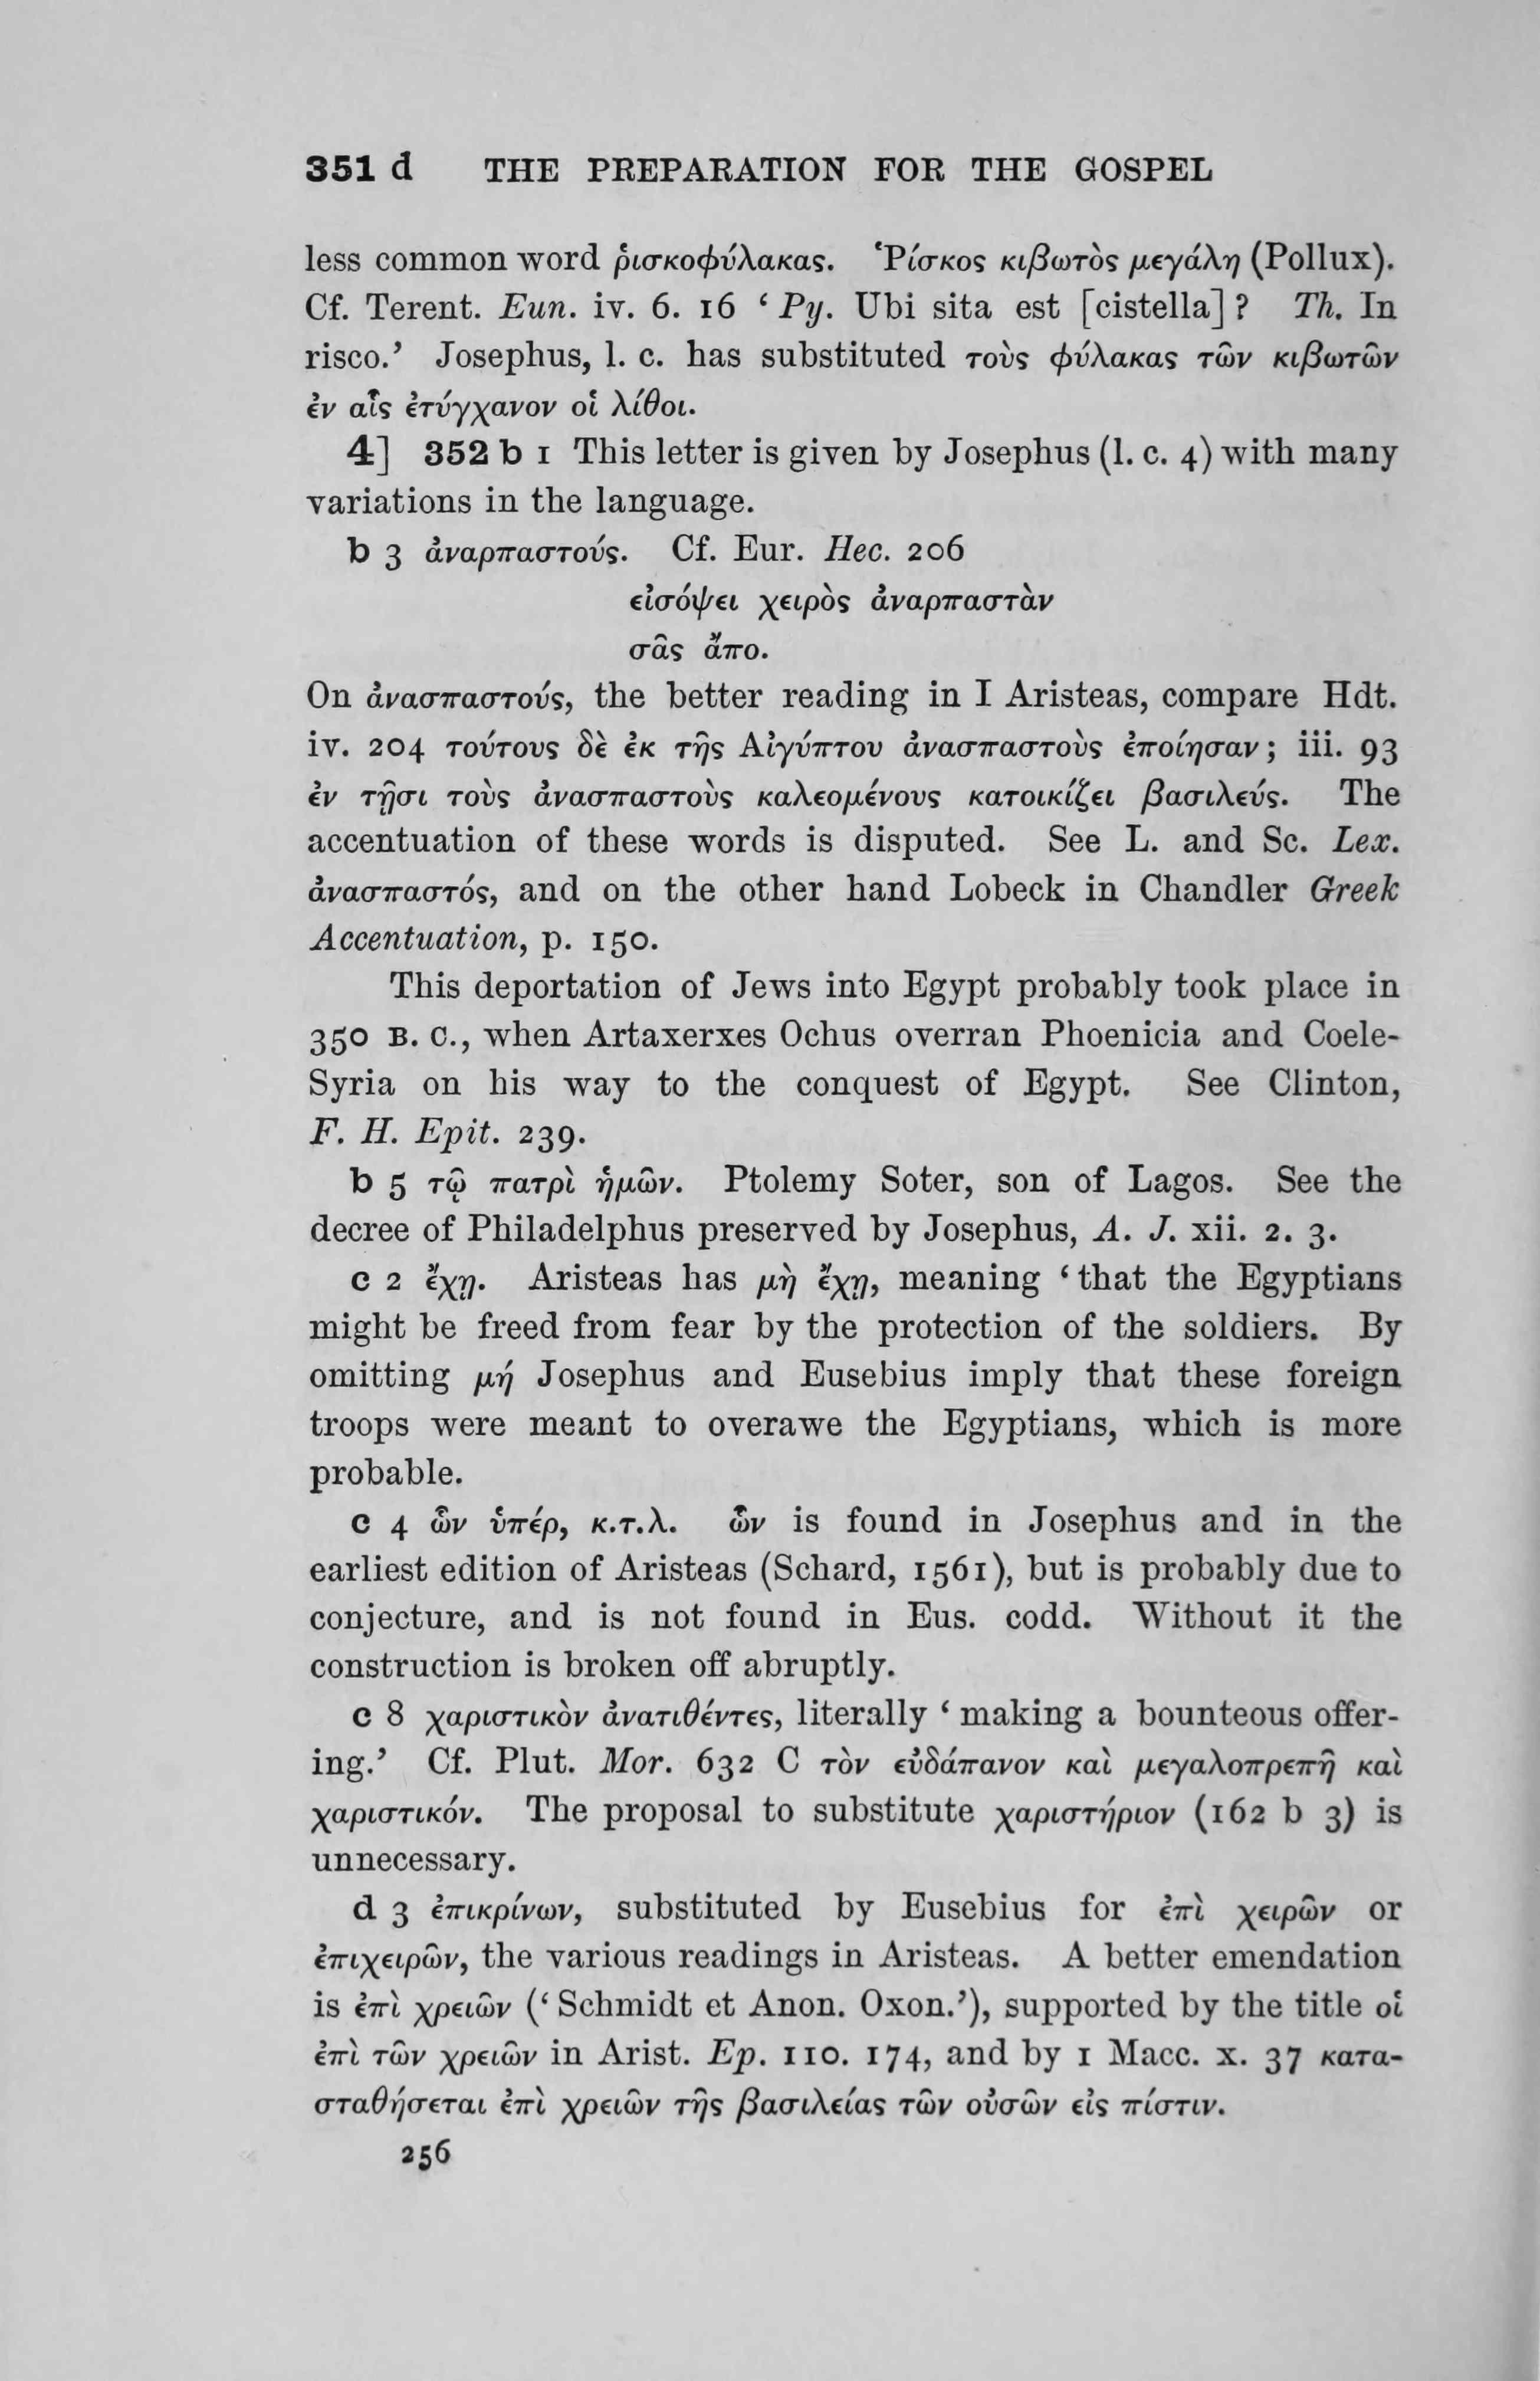 351 d THE PREPARATION FOR THE GOSPEL
less common word ῥισκοφύλακας. Ῥίσκος κιβωτὸς μεγάλη (Pollux).
Cf. Terent. Eun. iv. 6. 16 ‘ Py. Ubi sita est [cistella] ? Th. In
risco.’ Josephus, l. c. has substituted τοὺς φύλακας τῶν κιβωτῶν
ἐν αἷς ἐτύγχανον οἱ λίθοι.
4] 352 b 1 This letter is given by Josephus (l. c. 4) with many
variations in the language.
b 3 ἀναρπαστούς. Cf. Eur. Hec. 206
εἰσόψει χειρὸς ἀναρπαστὰν
σᾶς ἄπο.
On ἀνασπαστούς, the better reading in I Aristeas, compare Hdt.
iv. 204 τούτους δὲ ἐκ τῆς Αἰγύπτου ἀνασπαστοὺς ἐποίησαν ; iii. 93
ἐν τῇσι τοὺς ἀνασπαστοὺς καλεομένους κατοικίζει βασιλεύς. The
accentuation of these words is disputed. See L. and Sc. Lex.
ἀνασπαστός, and on the other hand Lobeck in Chandler Greek
Accentuation, p. 150.
This deportation of Jews into Egypt probably took place in
350 B. C., when Artaxerxes Ochus overran Phoenicia and Coele-
Syria on his way to the conquest of Egypt. See Clinton,
F. H. Epit. 239.
b 5 τῷ πατρὶ ἡμῶν. Ptolemy Soter, son of Lagos. See the
decree of Philadelphus preserved by Josephus, A. J. xii. 2. 3.
c 2 ἔχῃ. Aristeas has μὴ ἔχῃ, meaning ‘ that the Egyptians
might be freed from fear by the protection of the soldiers. By
omitting μή Josephus and Eusebius imply that these foreign
troops were meant to overawe the Egyptians, which is more
probable.
c 4 ὧν ὑπέρ, κ.τ.λ. ὧν is found in Josephus and in the
earliest edition of Aristeas (Schard, 1561), but is probably due to
conjecture, and is not found in Eus. codd. Without it the
construction is broken off abruptly.
c 8 χαριστικὸν ἀνατιθέντες, literally ‘ making a bounteous offer-
ing.’ Cf. Plut. Mor. 632 C τὸν εὐδάπανον καὶ μεγαλοπρεπῆ καὶ
χαριστικόν. The proposal to substitute χαριστήριον (162 b 3) is
unnecessary.
d 3 ἐπικρίνων, substituted by Eusebius for ἐπὶ χειρῶν or
ἐπιχειρῶν, the various readings in Aristeas. A better emendation
is ἐπὶ χρειῶν (‘ Schmidt et Anon. Oxon.’), supported by the title οἱ
ἐπὶ τῶν χρειῶν in Arist. Ep. 110. 174, and by 1 Macc. x. 37 κατα-
σταθήσεται ἐπὶ χρειῶν τῆς βασιλείας τῶν οὐσῶν εἰς πίστιν.
256